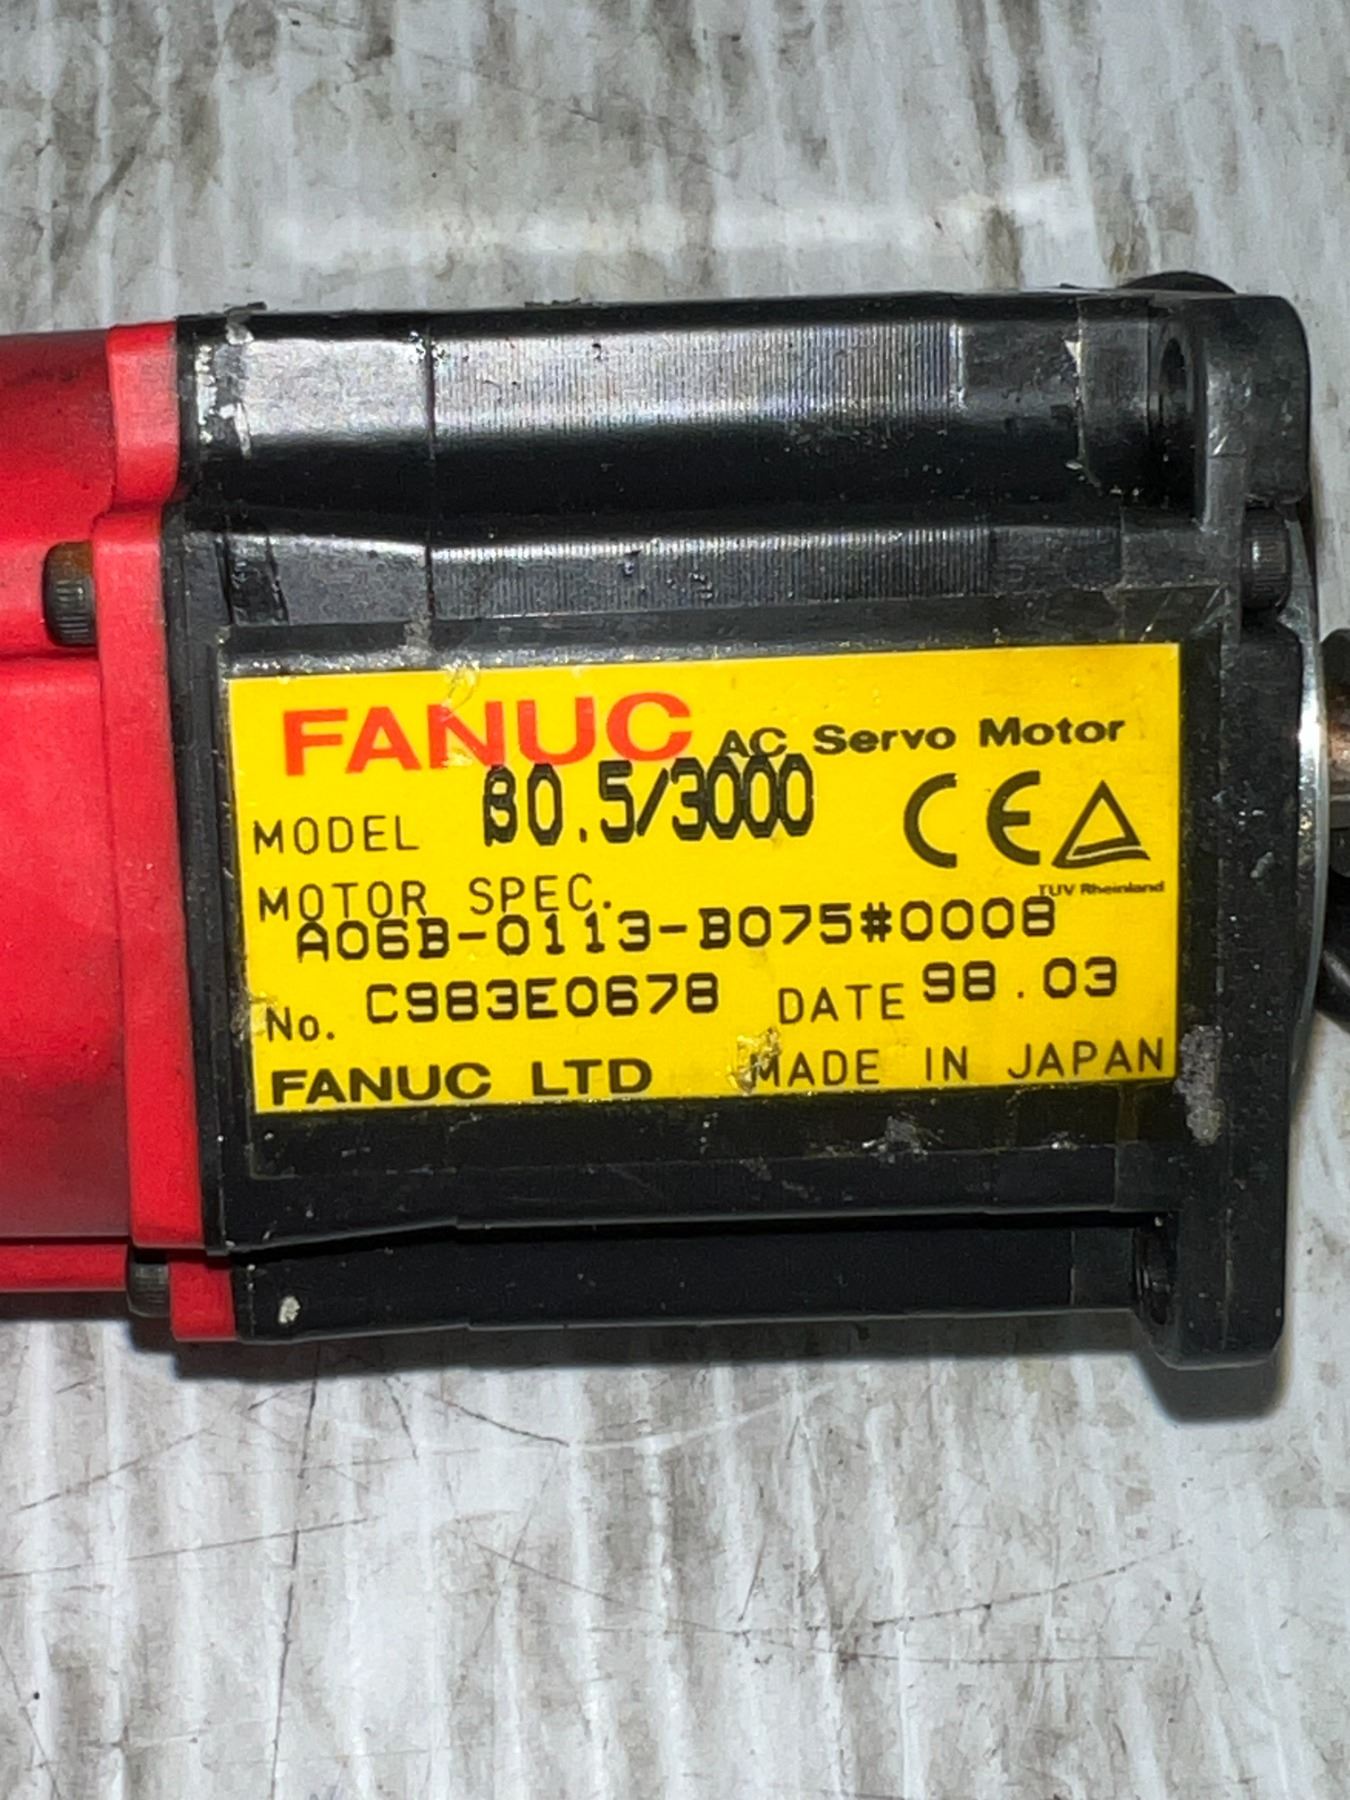 FANUC AC Servo Motor
MODEL β0.5/3000
CE
TUV Rheinland
MOTOR SPEC.
A06B-0113-B075#0008
No. C983E0678 DATE 98.03
FANUC LTD MADE IN JAPAN